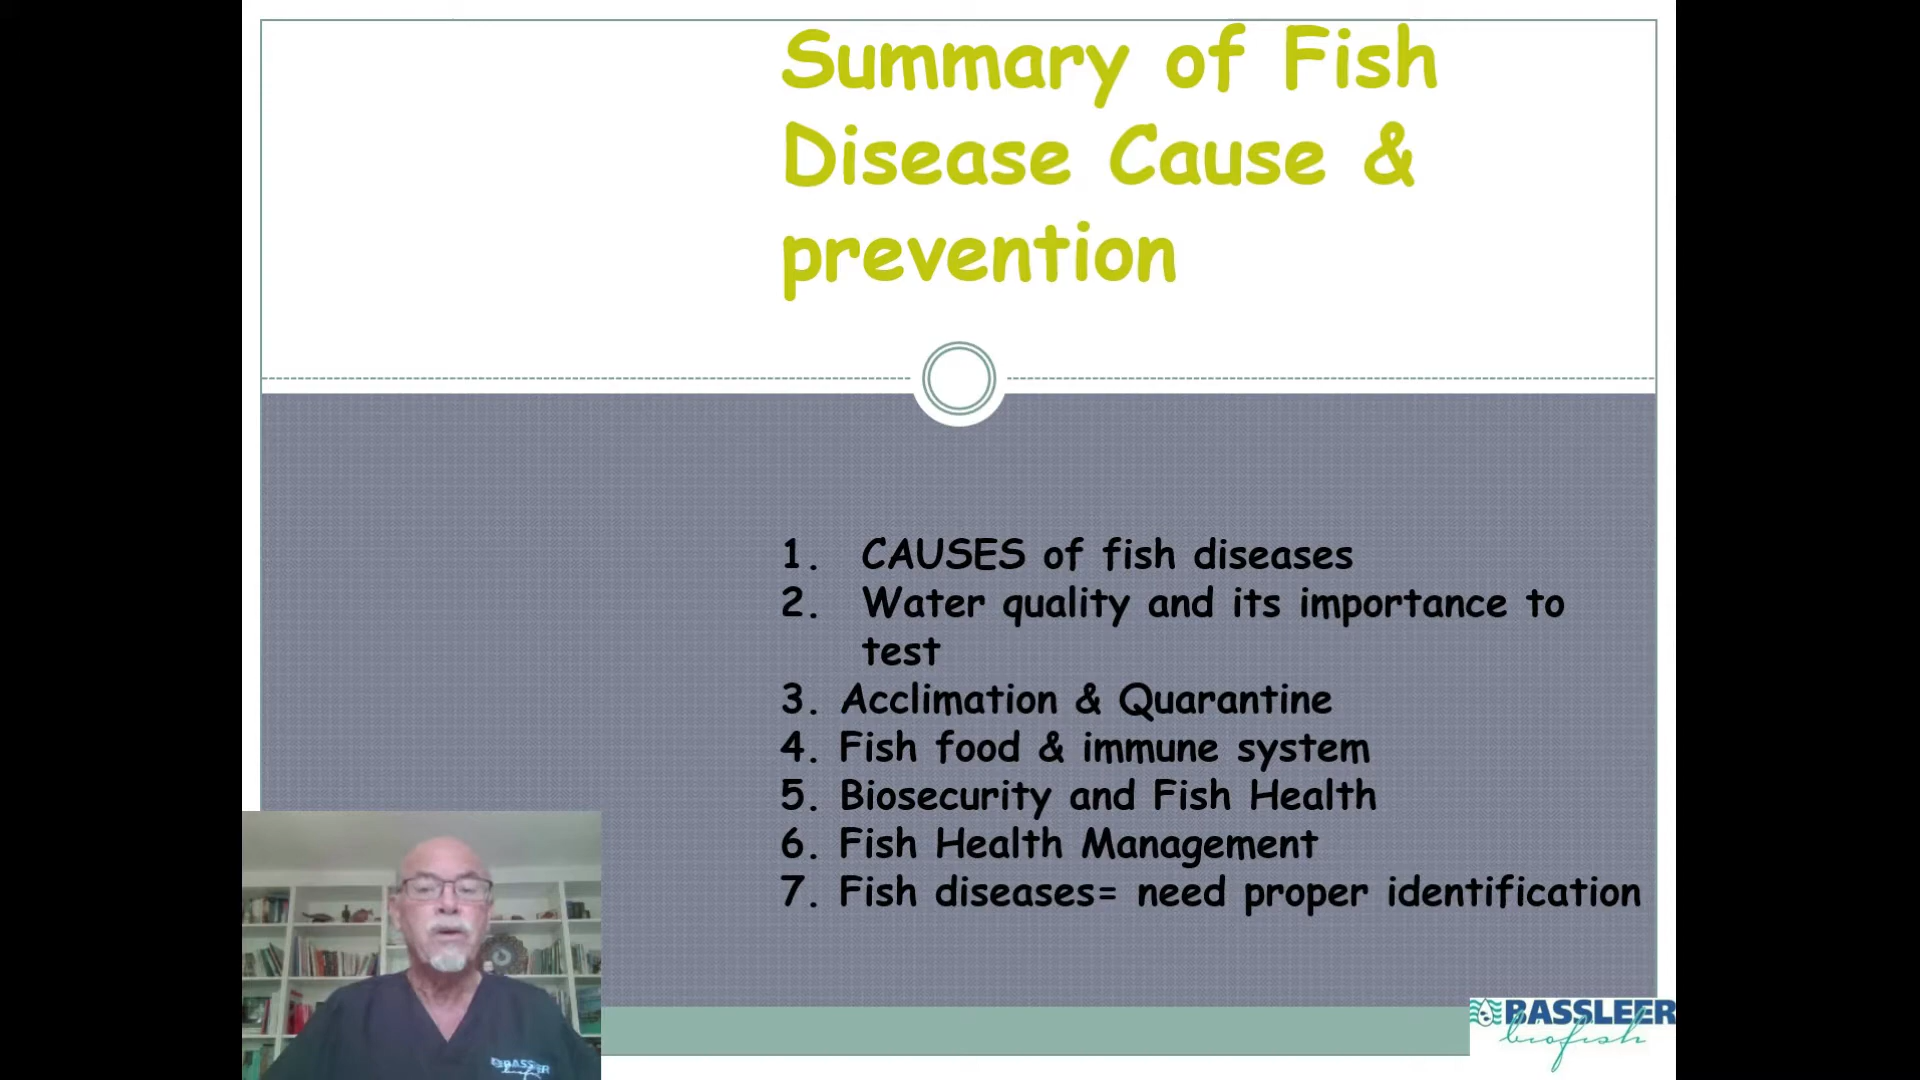 Summary of Fish
Disease Cause &
prevention
1. CAUSES of fish diseases
2. Water quality and its importance to
test
3. Acclimation & Quarantine
4. Fish food & immune system
5. Biosecurity and Fish Health
6. Fish Health Management
7. Fish diseases= need proper identification
BASSLEER
biofish
BASSLEER